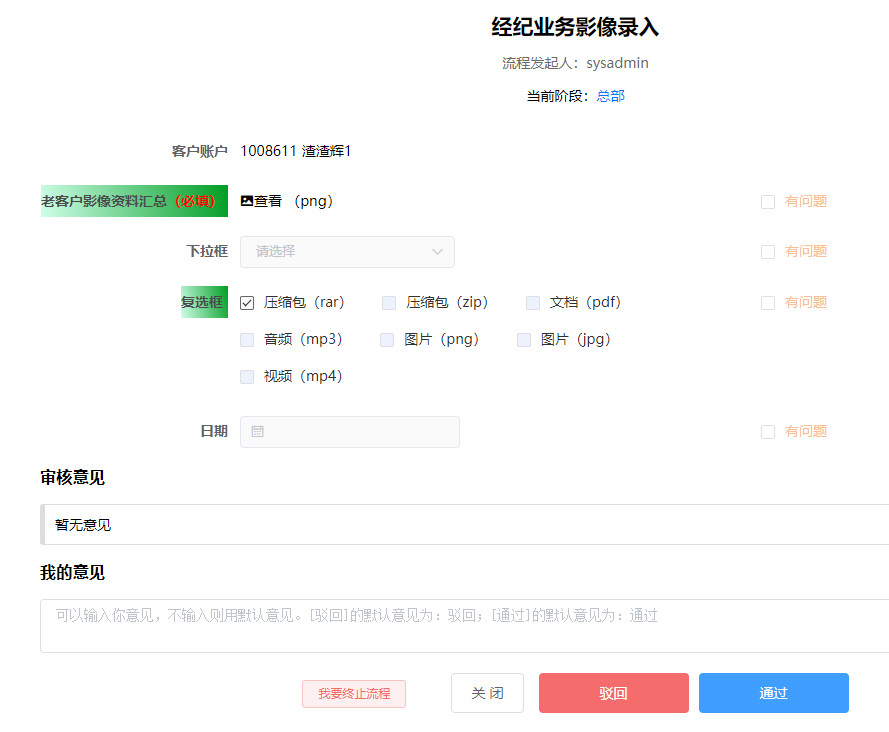 经纪业务影像录入
流程发起人：sysadmin
当前阶段：总部
客户账户 1008611 渣渣辉1
老客户影像资料汇总（必填） 查看 （png） 有问题
下拉框 请选择 有问题
复选框 压缩包（rar） 压缩包（zip） 文档（pdf） 有问题
音频（mp3） 图片（png） 图片（jpg）
视频（mp4）
日期 有问题
审核意见
暂无意见
我的意见
可以输入你意见，不输入则用默认意见。[驳回]的默认意见为：驳回；[通过]的默认意见为：通过
我要终止流程 关 闭 驳回 通过